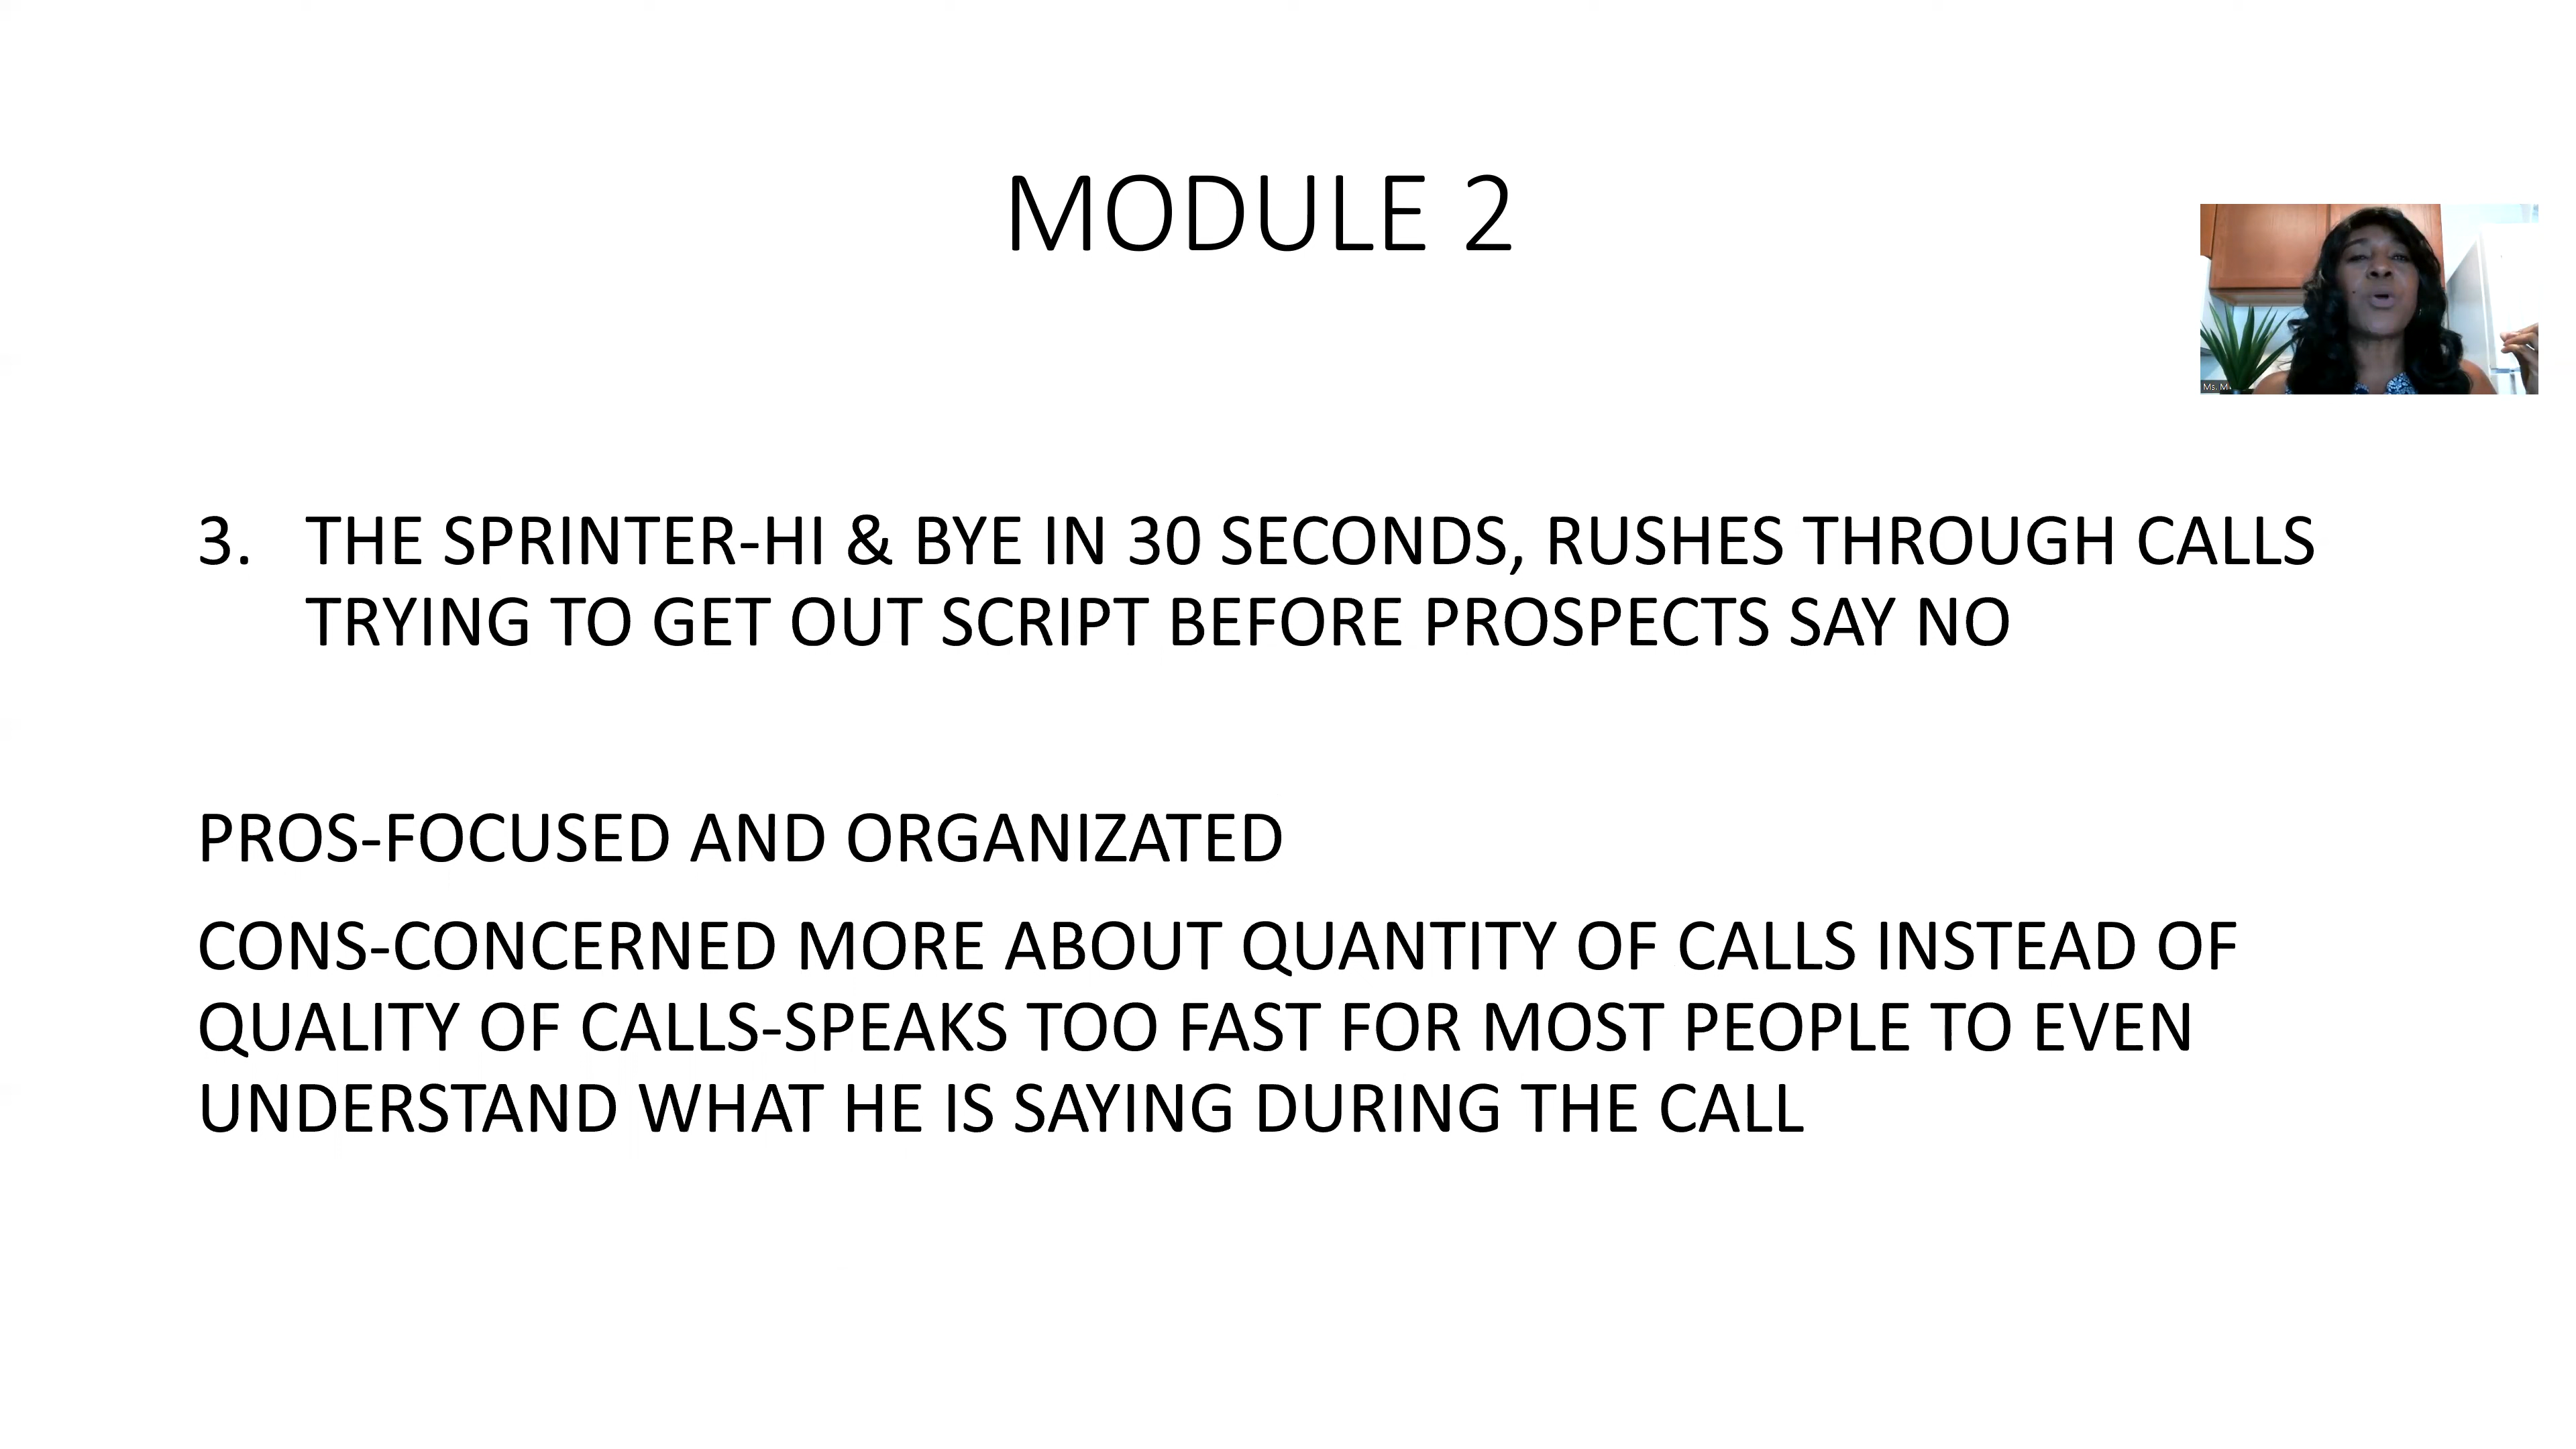 MODULE 2
Ms. M
3. THE SPRINTER-HI & BYE IN 30 SECONDS, RUSHES THROUGH CALLS
TRYING TO GET OUT SCRIPT BEFORE PROSPECTS SAY NO
PROS-FOCUSED AND ORGANIZATED
CONS-CONCERNED MORE ABOUT QUANTITY OF CALLS INSTEAD OF
QUALITY OF CALLS-SPEAKS TOO FAST FOR MOST PEOPLE TO EVEN
UNDERSTAND WHAT HE IS SAYING DURING THE CALL